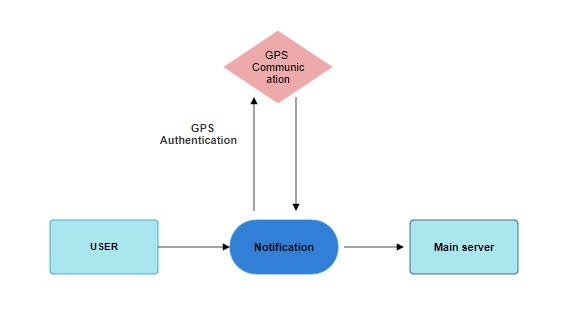 GPS
Communic
ation
GPS
Authentication
USER
Notification
Main server